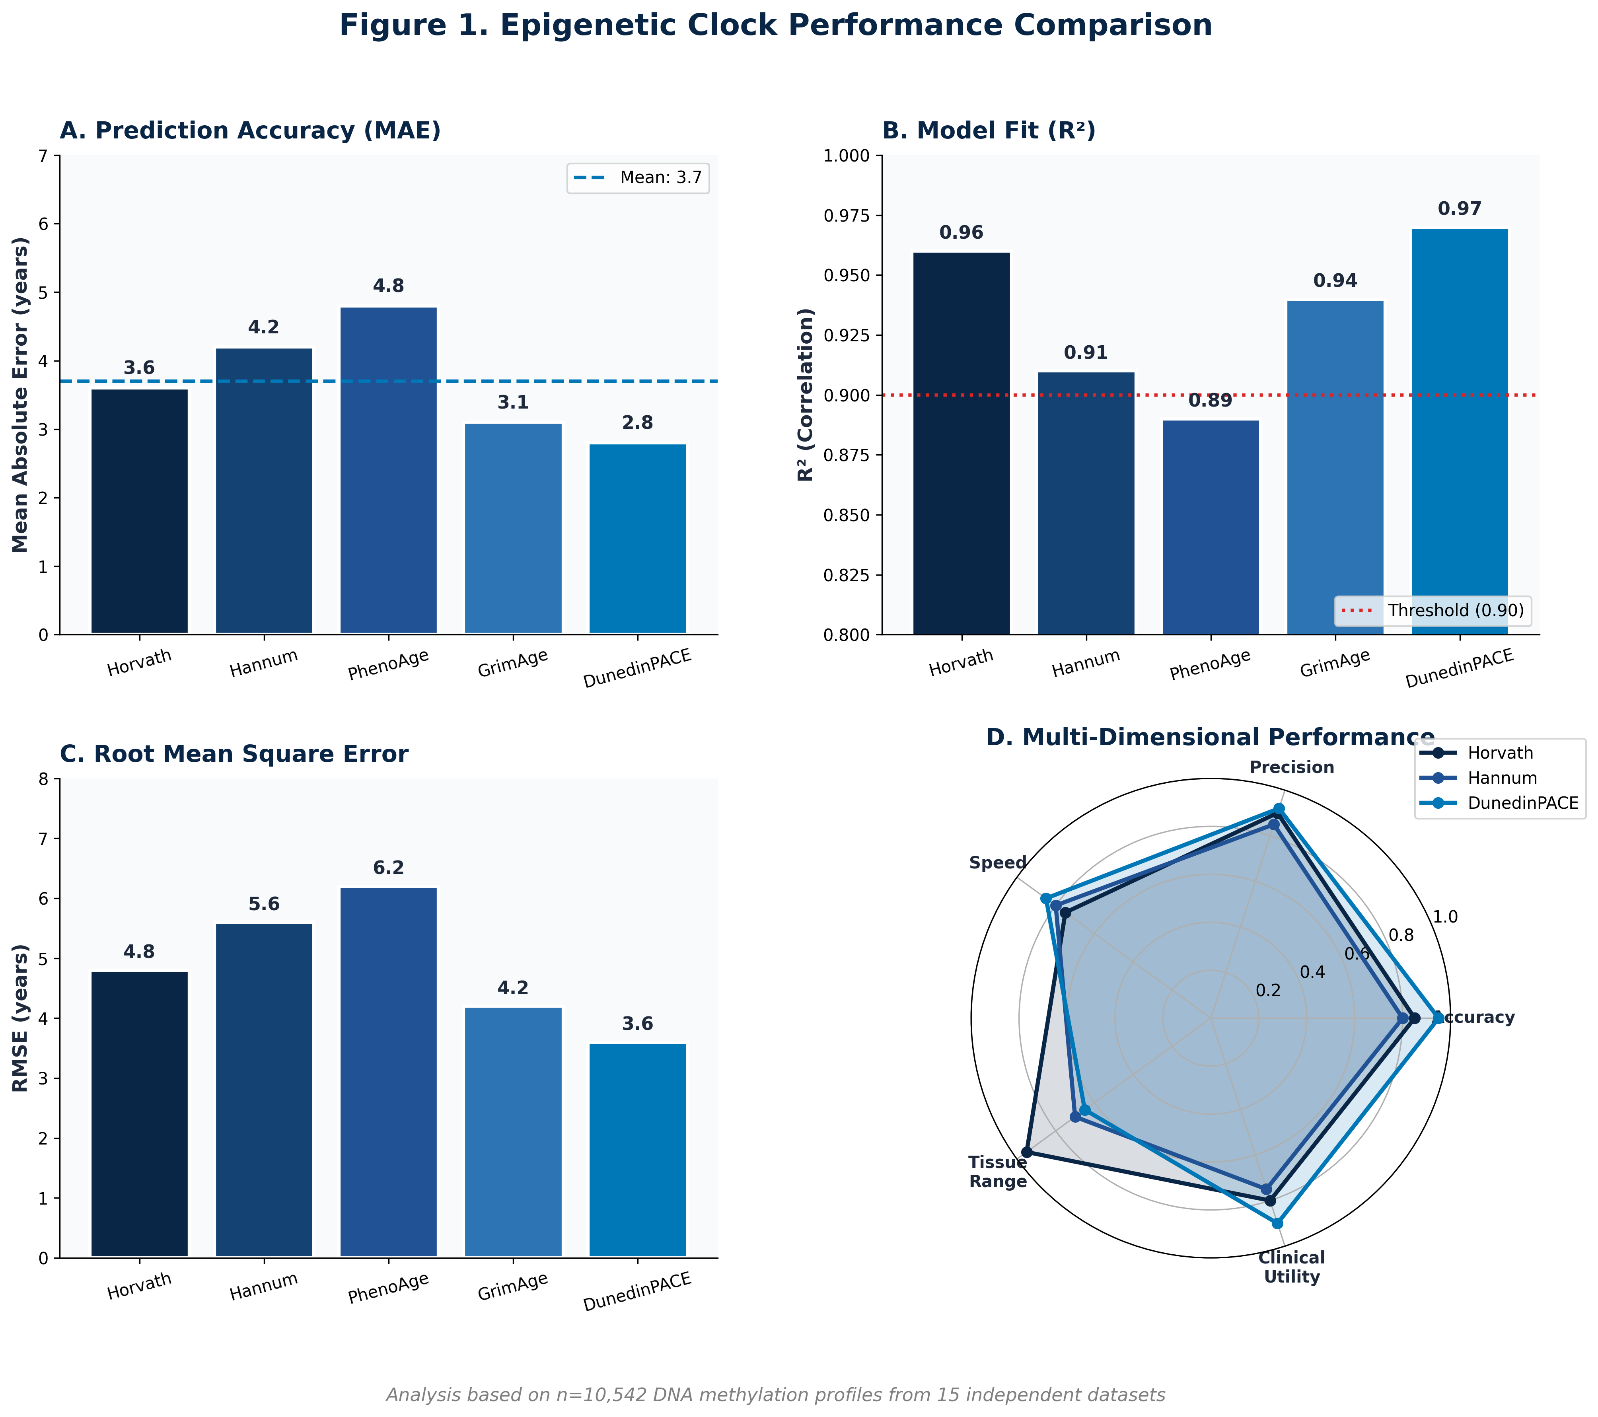 Figure 1. Epigenetic Clock Performance Comparison
A. Prediction Accuracy (MAE)
Mean Absolute Error (years)
7
6
5
4
3
2
1
0
Mean: 3.7
3.6
4.2
4.8
3.1
2.8
Horvath
Hannum
PhenoAge
GrimAge
DunedinPACE
B. Model Fit (R²)
R² (Correlation)
1.000
0.975
0.950
0.925
0.900
0.875
0.850
0.825
0.800
0.96
0.91
0.89
0.94
0.97
Threshold (0.90)
Horvath
Hannum
PhenoAge
GrimAge
DunedinPACE
C. Root Mean Square Error
RMSE (years)
8
7
6
5
4
3
2
1
0
4.8
5.6
6.2
4.2
3.6
Horvath
Hannum
PhenoAge
GrimAge
DunedinPACE
D. Multi-Dimensional Performance
Horvath
Hannum
DunedinPACE
Precision
Speed
1.0
0.8
0.6
0.4
0.2
ccuracy
Tissue
Range
Clinical
Utility
Analysis based on n=10,542 DNA methylation profiles from 15 independent datasets